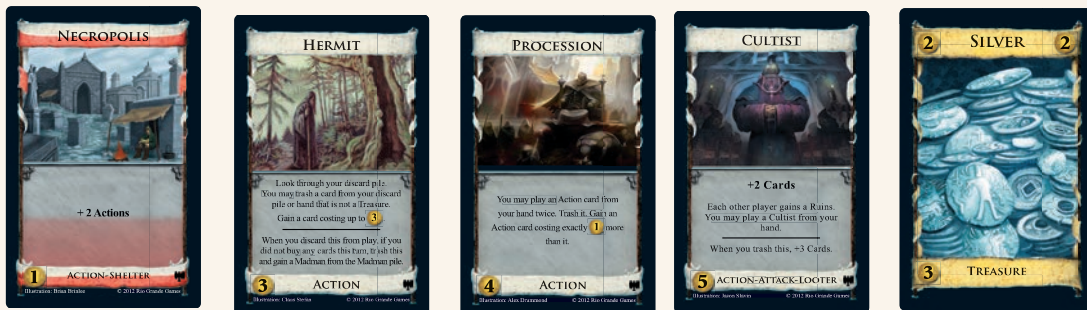 NECROPOLIS
+ 2 Actions
1
ACTION-SHELTER
Illustration: Brian Brinlee © 2012 Rio Grande Games
HERMIT
Look through your discard pile.
You may trash a card from your discard
pile or hand that is not a Treasure.
Gain a card costing up to 3
When you discard this from play, if you
did not buy any cards this turn, trash this
and gain a Madman from the Madman pile.
3
ACTION
Illustration: Claus Stefan © 2012 Rio Grande Games
PROCESSION
You may play an Action card from
your hand twice. Trash it. Gain an
Action card costing exactly 1 more
than it.
4
ACTION
Illustration: Alex Drummond © 2012 Rio Grande Games
CULTIST
+2 Cards
Each other player gains a Ruins.
You may play a Cultist from your
hand.
When you trash this, +3 Cards.
5
ACTION-ATTACK-LOOTER
Illustration: Jason Slavin © 2012 Rio Grande Games
2 SILVER 2
3
TREASURE